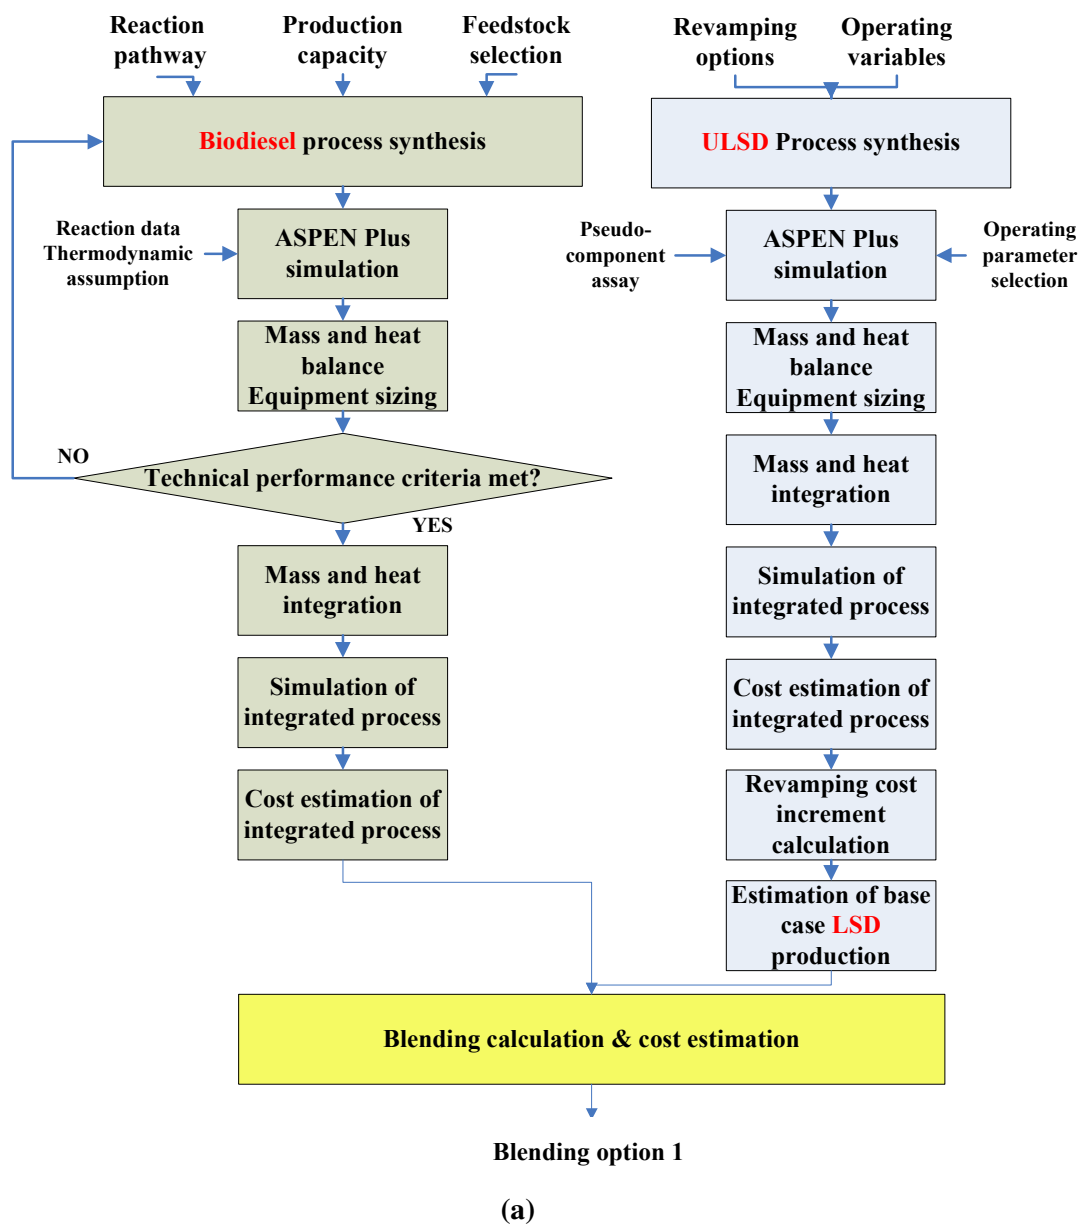 Reaction
pathway
Production
capacity
Feedstock
selection
Biodiesel process synthesis
Reaction data
Thermodynamic
assumption
ASPEN Plus
simulation
Mass and heat
balance
Equipment sizing
NO
Technical performance criteria met?
YES
Mass and heat
integration
Simulation of
integrated process
Cost estimation of
integrated process
Revamping
options
Operating
variables
ULSD Process synthesis
Pseudo-
component
assay
ASPEN Plus
simulation
Operating
parameter
selection
Mass and heat
balance
Equipment sizing
Mass and heat
integration
Simulation of
integrated process
Cost estimation of
integrated process
Revamping cost
increment
calculation
Estimation of base
case LSD
production
Blending calculation & cost estimation
Blending option 1
(a)